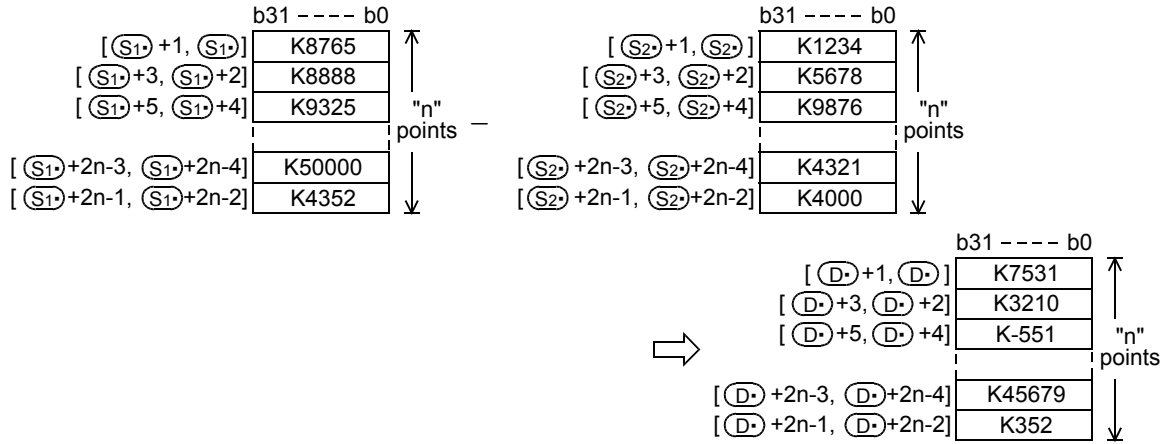 b31 ---- b0
[ (S1•) +1, (S1•)] K8765
[ (S1•)+3, (S1•)+2] K8888
[ (S1•)+5, (S1•)+4] K9325
[ (S1•)+2n-3, (S1•)+2n-4] K50000
[ (S1•)+2n-1, (S1•)+2n-2] K4352
"n"
points
−
b31 ---- b0
[ (S2•)+1, (S2•) ] K1234
[ (S2•)+3, (S2•)+2] K5678
[ (S2•)+5, (S2•)+4] K9876
[(S2•) +2n-3, (S2•)+2n-4] K4321
[(S2•) +2n-1, (S2•)+2n-2] K4000
"n"
points
b31 ---- b0
[ (D•)+1, (D•) ] K7531
[ (D•)+3, (D•) +2] K3210
[ (D•)+5, (D•) +4] K-551
[(D•) +2n-3, (D•)+2n-4] K45679
[(D•) +2n-1, (D•)+2n-2] K352
"n"
points